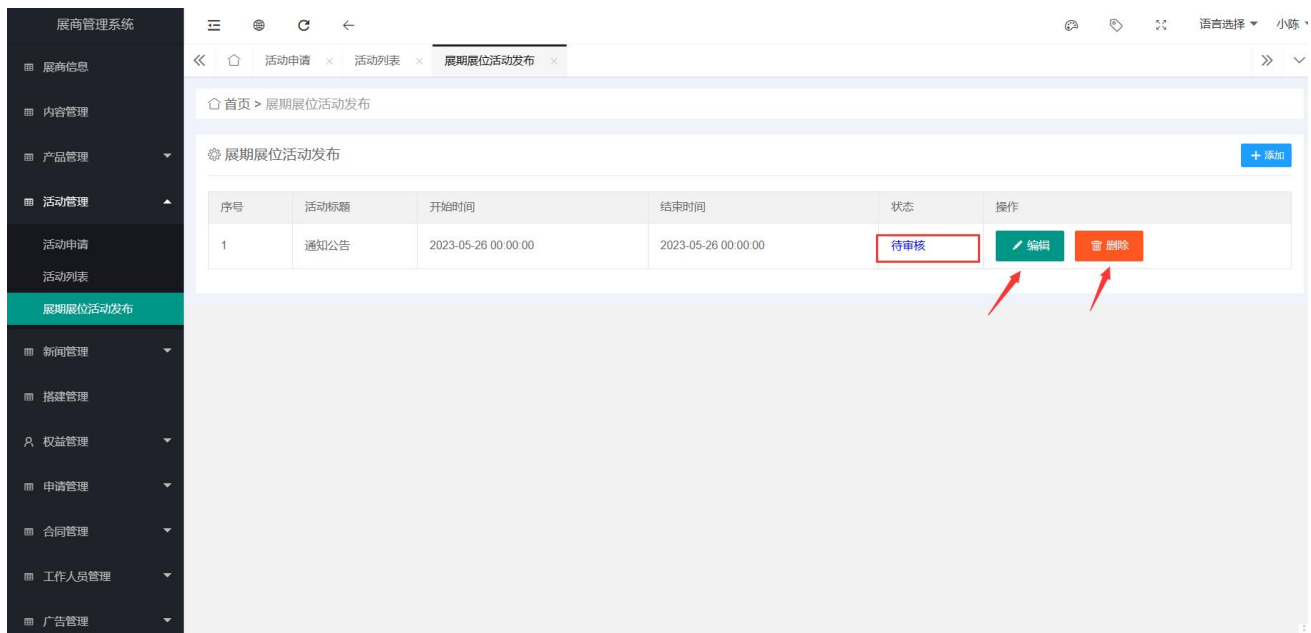 展商管理系统
语言选择
小陈
活动申请 × 活动列表 × 展期展位活动发布 ×
首页 > 展期展位活动发布
展期展位活动发布
+ 添加
序号 活动标题 开始时间 结束时间 状态 操作
1 通知公告 2023-05-26 00:00:00 2023-05-26 00:00:00 待审核 编辑 删除
展商信息
内容管理
产品管理
活动管理
活动申请
活动列表
展期展位活动发布
新闻管理
搭建管理
权益管理
申请管理
合同管理
工作人员管理
广告管理